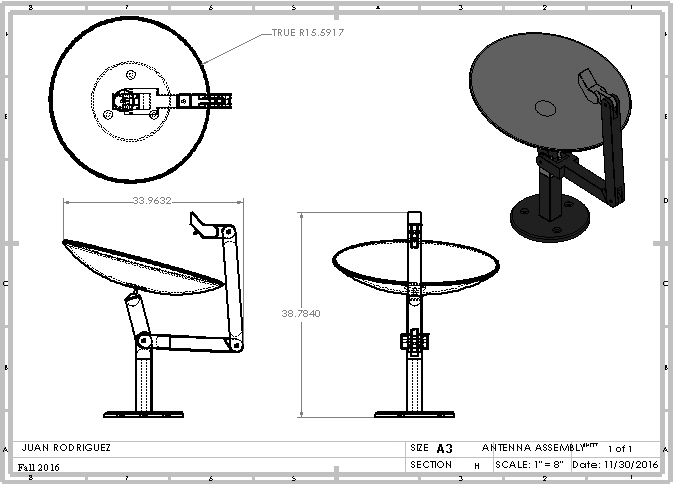 8 7 6 5 4 3 2 1
TRUE R15.5917
33.9632
38.7840
JUAN RODRIGUEZ
SIZE A3 ANTENNA ASSEMBLY 1 of 1
Fall 2016
SECTION H SCALE: 1"= 8" Date: 11/30/2016
8 7 6 5 4 3 2 1